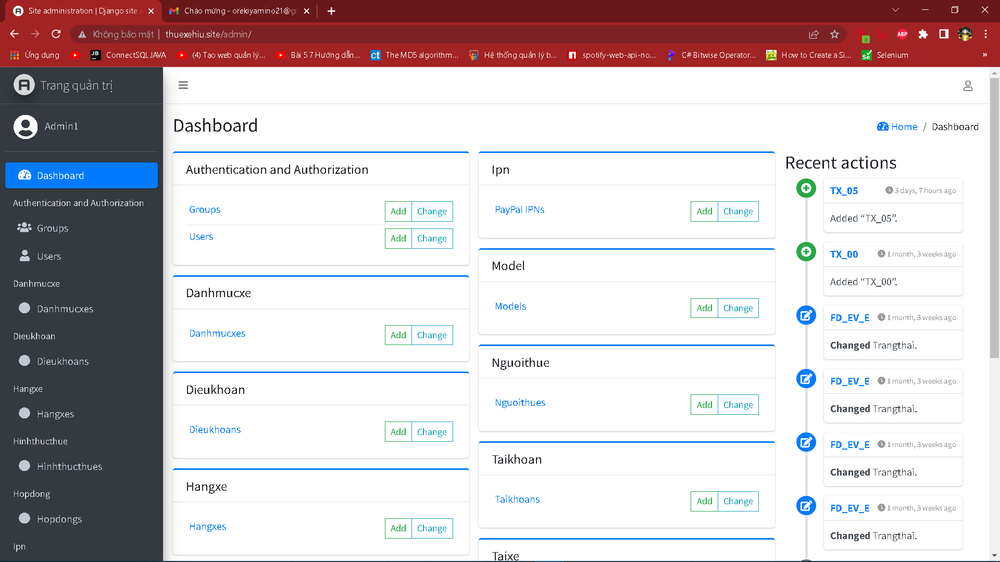 Site administration | Django site a
Chào mừng - orekiyamino21@gm
Không bảo mật | thuexehiu.site/admin/
0
ABP
Ứng dụng
JB ConnectSQLJAVA
(4) Tạo web quản lý...
Bài 5 7 Hướng dẫn...
ct The MD5 algorithm...
Hệ thống quản lý b...
spotify-web-api-no...
C# Bitwise Operator...
How to Create a Si...
Se Selenium
»
Trang quản trị
Admin1
Dashboard
Authentication and Authorization
Groups
Users
Danhmucxe
Danhmucxes
Dieukhoan
Dieukhoans
Hangxe
Hangxes
Hinhthucthue
Hinhthucthues
Hopdong
Hopdongs
Ipn
Dashboard
Home / Dashboard
Authentication and Authorization
Groups Add Change
Users Add Change
Danhmucxe
Danhmucxes Add Change
Dieukhoan
Dieukhoans Add Change
Hangxe
Hangxes Add Change
Ipn
PayPal IPNs Add Change
Model
Models Add Change
Nguoithue
Nguoithues Add Change
Taikhoan
Taikhoans Add Change
Taixe
Recent actions
TX_05 3 days, 7 hours ago
Added “TX_05”.
TX_00 1 month, 3 weeks ago
Added “TX_00”.
FD_EV_E 1 month, 3 weeks ago
Changed Trangthai.
FD_EV_E 1 month, 3 weeks ago
Changed Trangthai.
FD_EV_E 1 month, 3 weeks ago
Changed Trangthai.
FD_EV_E 1 month, 3 weeks ago
Changed Trangthai.